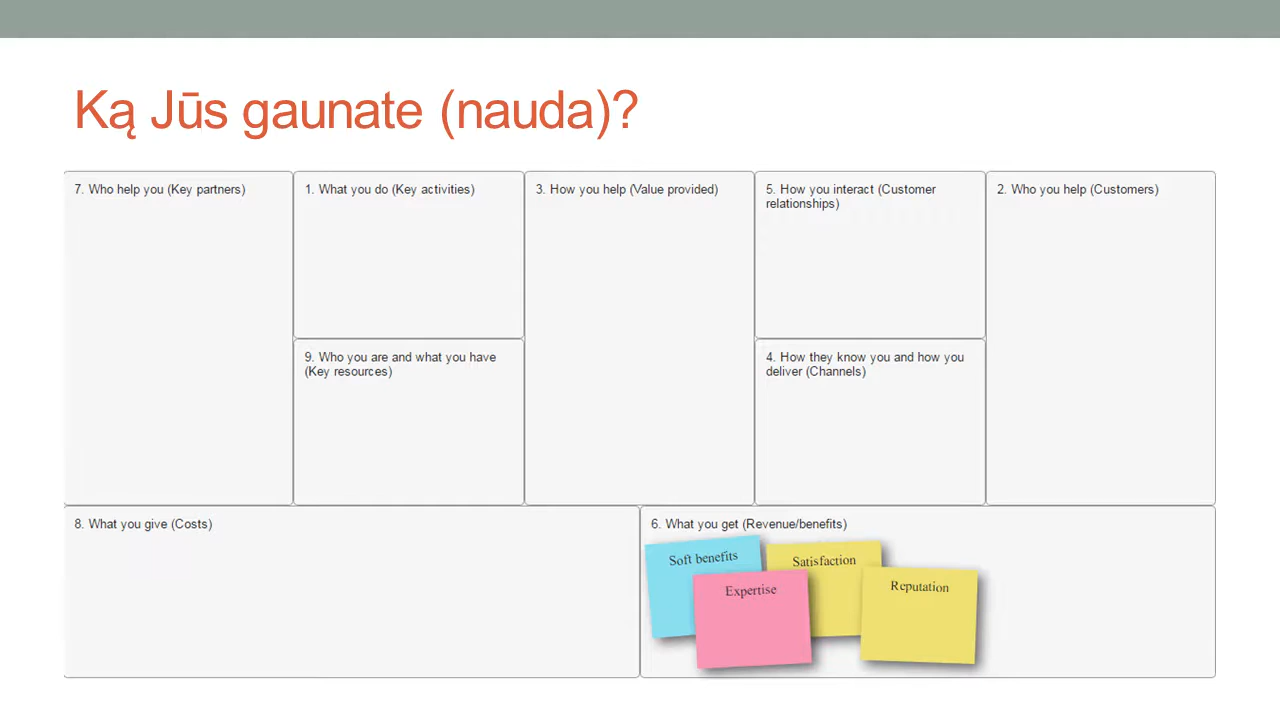 Ką Jūs gaunate (nauda)?
7. Who help you (Key partners)
1. What you do (Key activities)
3. How you help (Value provided)
5. How you interact (Customer
relationships)
2. Who you help (Customers)
9. Who you are and what you have
(Key resources)
4. How they know you and how you
deliver (Channels)
8. What you give (Costs)
6. What you get (Revenue/benefits)
Soft benefits
Satisfaction
Expertise
Reputation